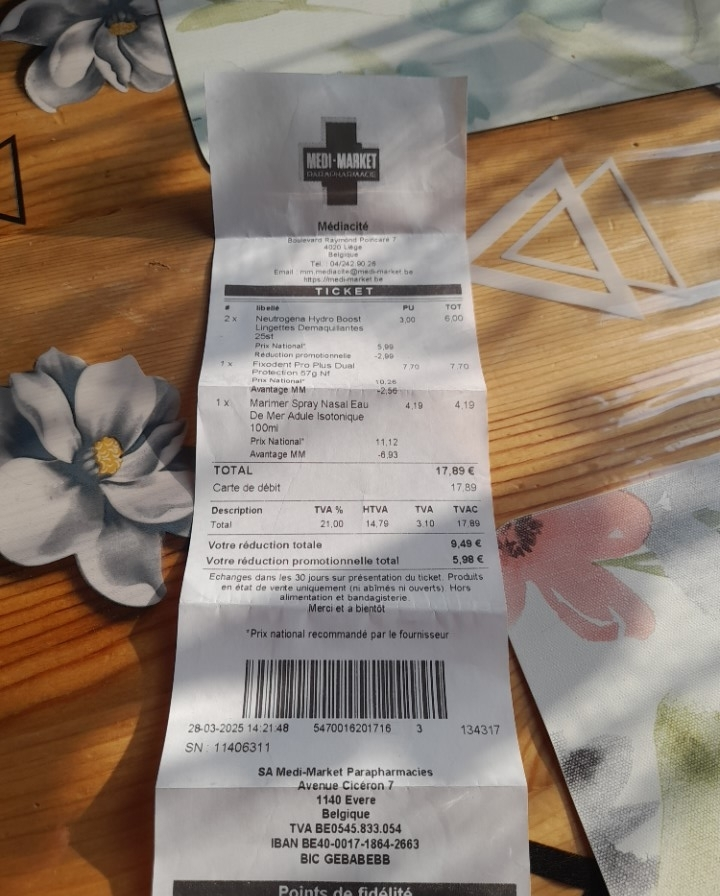 MEDI-MARKET
PARAPHARMACIE
Médiacité
Boulevard Raymond Poincaré 7
4020 Liège
Belgique
Tel : 04/242 90 26
Email : mm.mediacite@medi-market.be
https://medi-market.be
TICKET
# libellé PU TOT
2 x Neutrogena Hydro Boost 3,00 6,00
Lingettes Demaquillantes
25st
Prix National* 5,99
Réduction promotionnelle -2,99
1 x Fixodent Pro Plus Dual 7,70 7,70
Protection 57g Nf
Prix National* 10,26
Avantage MM -2,56
1 x Marimer Spray Nasal Eau 4,19 4,19
De Mer Adule Isotonique
100ml
Prix National* 11,12
Avantage MM -6,93
TOTAL 17,89 €
Carte de débit 17,89
Description TVA % HTVA TVA TVAC
Total 21,00 14,79 3,10 17,89
Votre réduction totale 9,49 €
Votre réduction promotionnelle total 5,98 €
Echanges dans les 30 jours sur présentation du ticket. Produits
en état de vente uniquement (ni abîmés ni ouverts). Hors
alimentation et bandagisterie.
Merci et a bientôt
*Prix national recommandé par le fournisseur
28-03-2025 14:21:48 5470016201716 3 134317
SN : 11406311
SA Medi-Market Parapharmacies
Avenue Cicéron 7
1140 Evere
Belgique
TVA BE0545.833.054
IBAN BE40-0017-1864-2663
BIC GEBABEBB
Points de fidélité